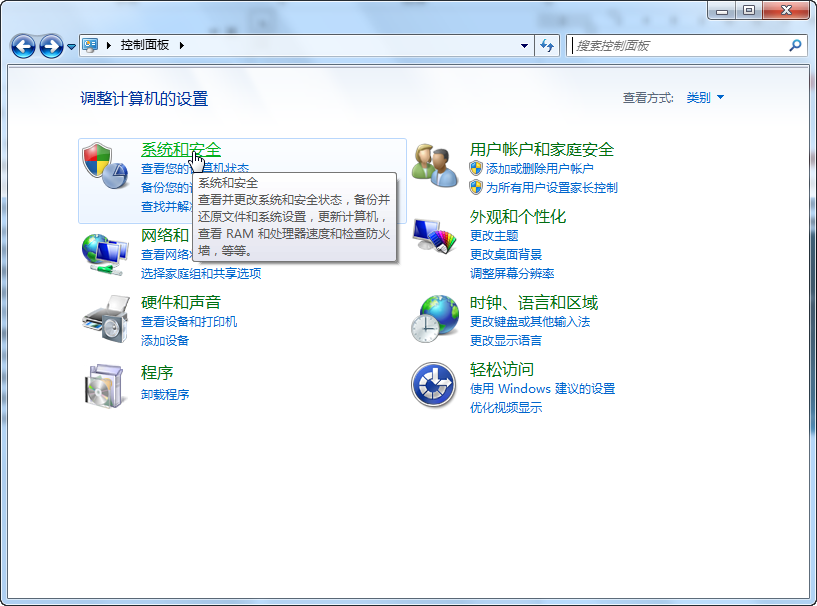 控制面板
搜索控制面板
调整计算机的设置
查看方式: 类别
系统和安全
查看您的计算机状态
备份您的
查找并解
系统和安全
查看并更改系统和安全状态，备份并
还原文件和系统设置，更新计算机，
查看 RAM 和处理器速度和检查防火
墙，等等。
网络和
查看网络
选择家庭组和共享选项
硬件和声音
查看设备和打印机
添加设备
程序
卸载程序
用户帐户和家庭安全
添加或删除用户帐户
为所有用户设置家长控制
外观和个性化
更改主题
更改桌面背景
调整屏幕分辨率
时钟、语言和区域
更改键盘或其他输入法
更改显示语言
轻松访问
使用 Windows 建议的设置
优化视频显示